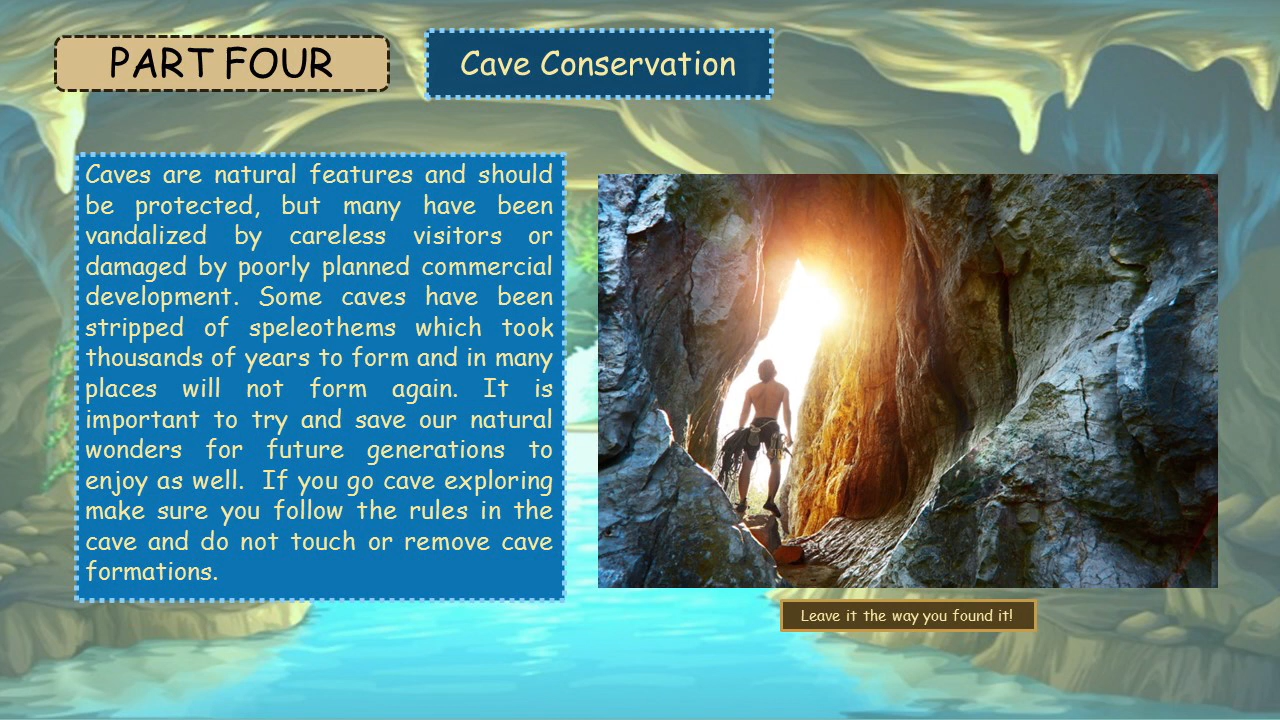 PART FOUR
Cave Conservation
Caves are natural features and should
be protected, but many have been
vandalized by careless visitors or
damaged by poorly planned commercial
development. Some caves have been
stripped of speleothems which took
thousands of years to form and in many
places will not form again. It is
important to try and save our natural
wonders for future generations to
enjoy as well. If you go cave exploring
make sure you follow the rules in the
cave and do not touch or remove cave
formations.
Leave it the way you found it!